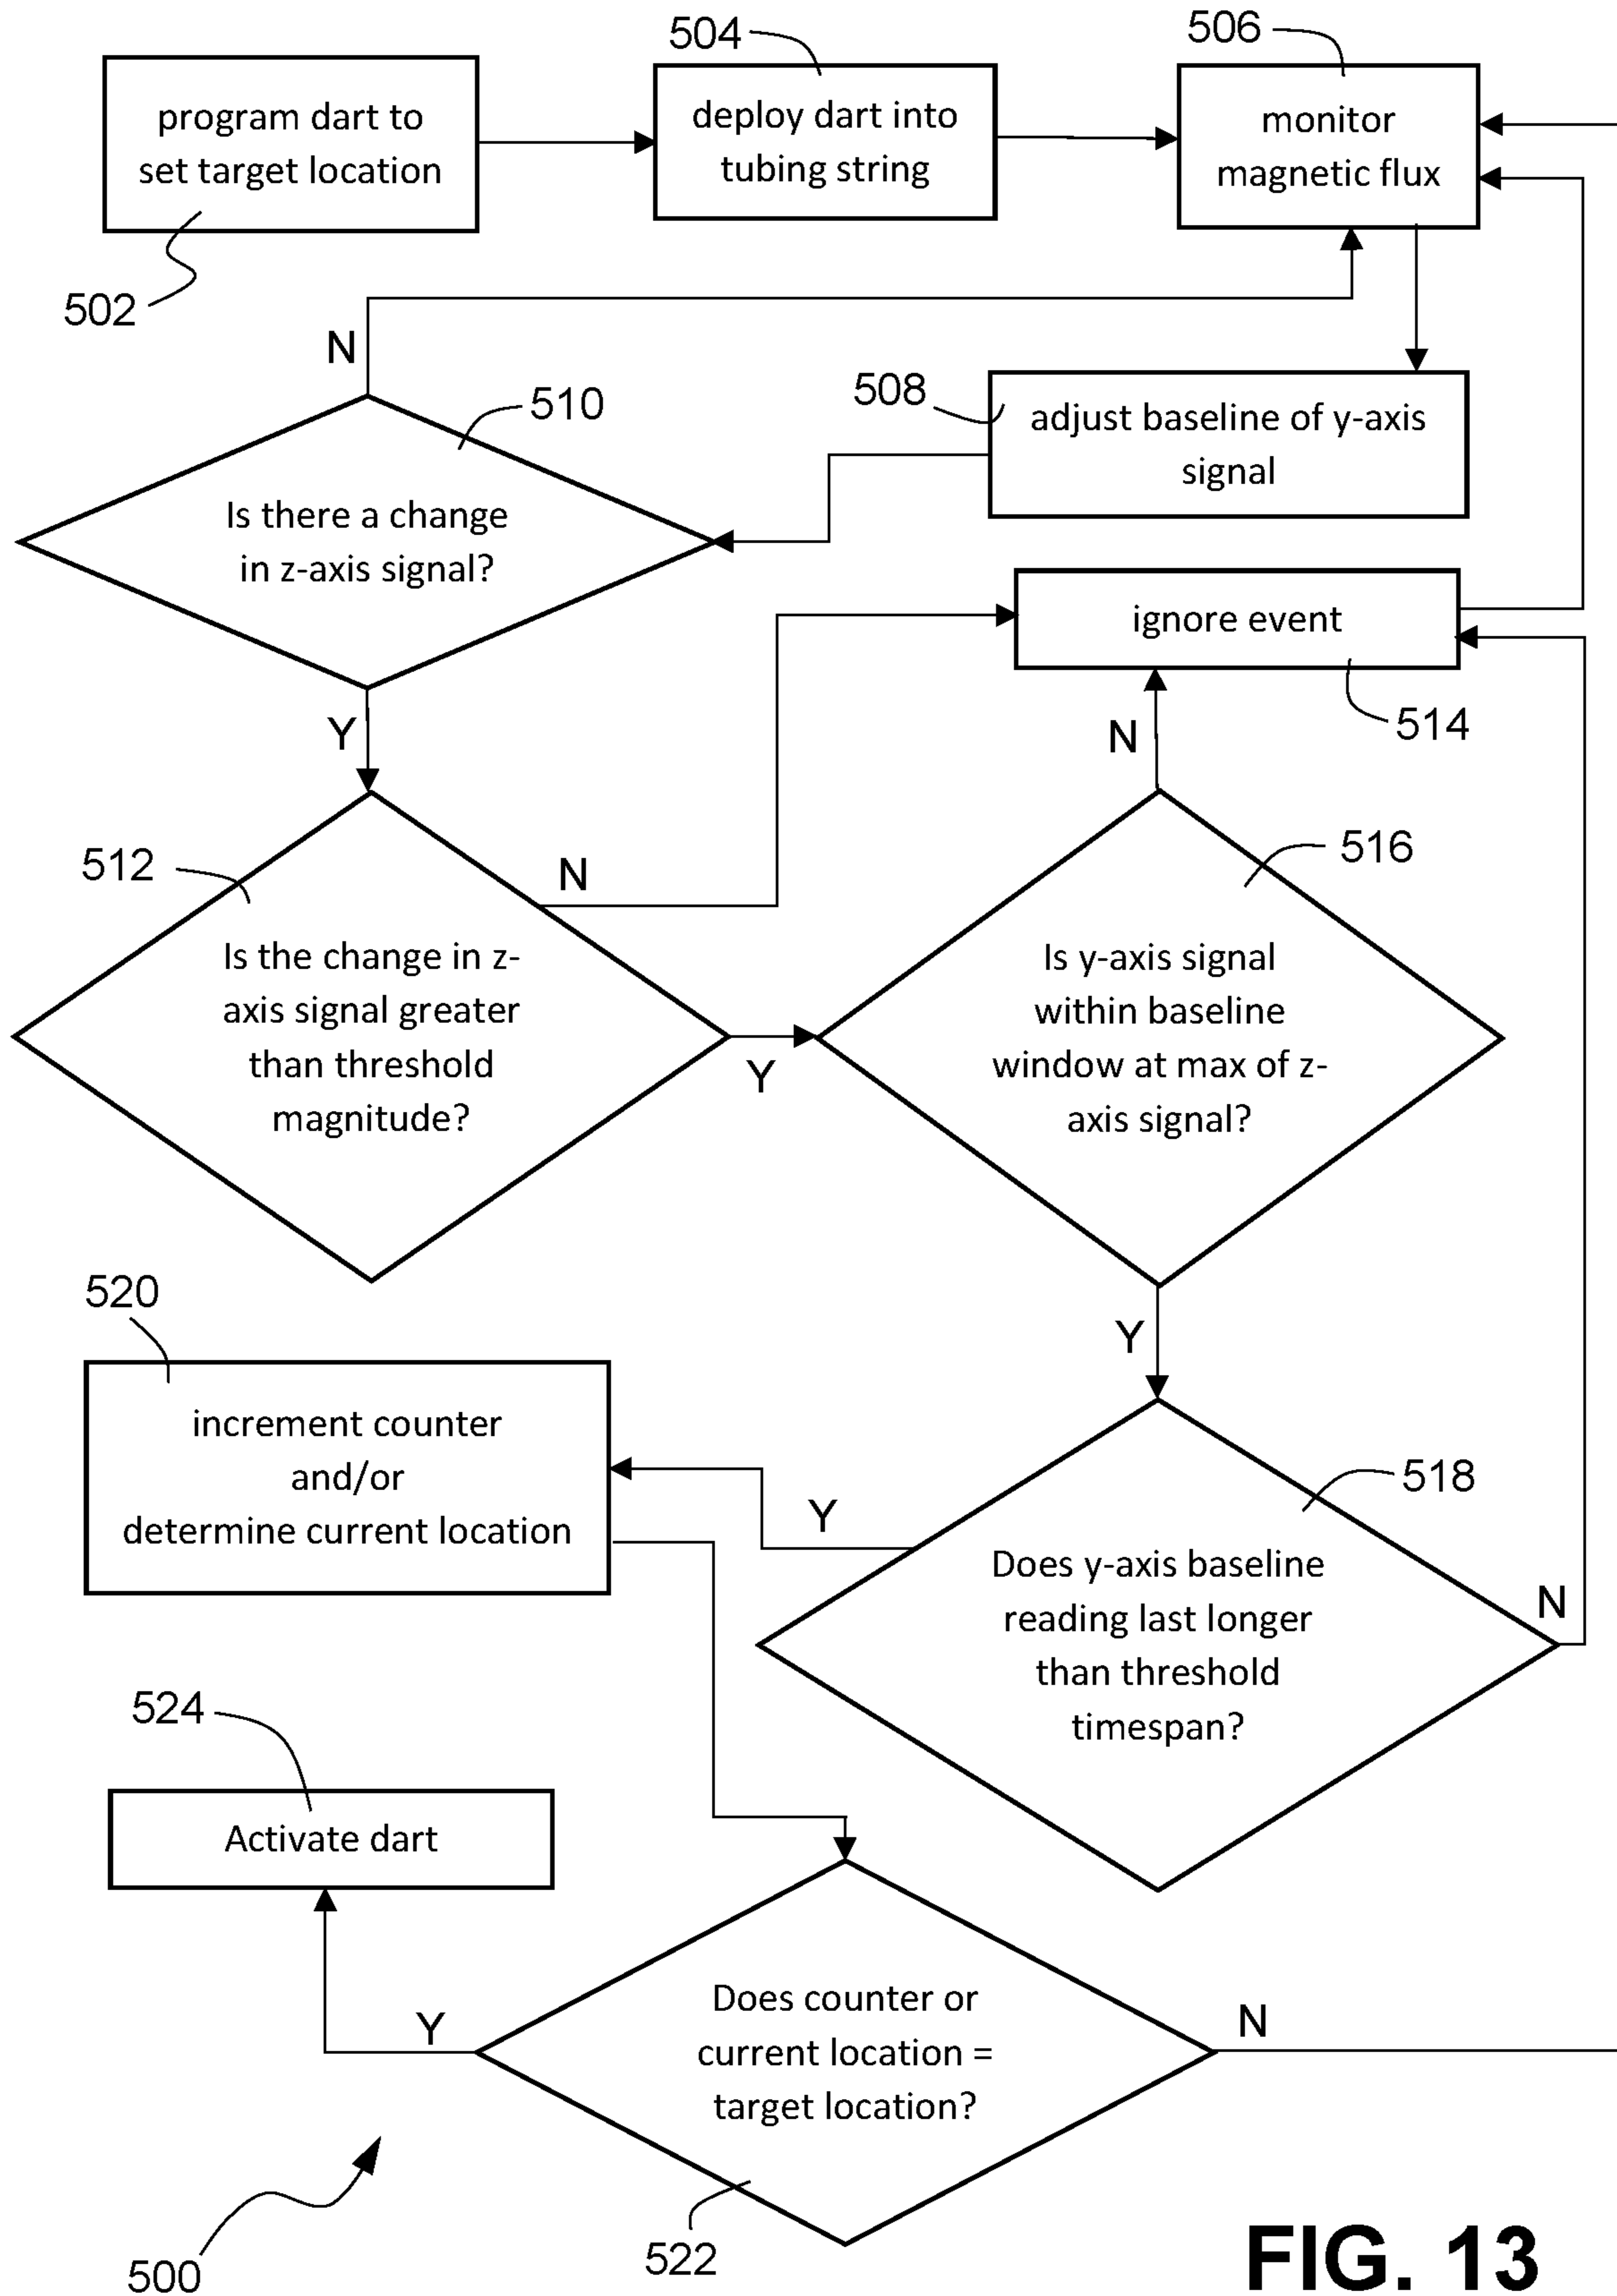 504
506
program dart to
set target location
deploy dart into
tubing string
monitor
magnetic flux
502
N
508
adjust baseline of y-axis
signal
510
Is there a change
in z-axis signal?
ignore event
514
Y
N
512
N
516
Is the change in z-
axis signal greater
than threshold
magnitude?
Y
Is y-axis signal
within baseline
window at max of z-
axis signal?
520
Y
increment counter
and/or
determine current location
518
Y
Does y-axis baseline
reading last longer
than threshold
timespan?
N
524
Activate dart
Does counter or
current location =
target location?
Y
N
522
500
FIG. 13